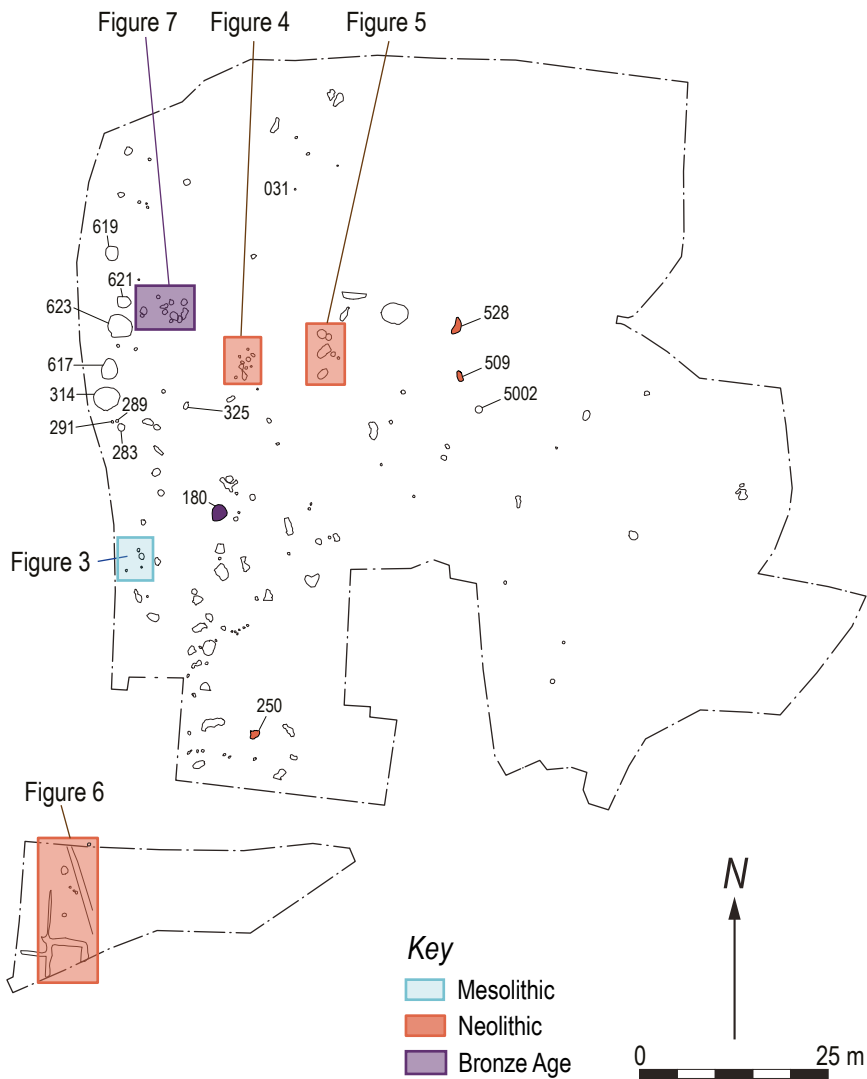 Figure 7
Figure 4
Figure 5
031
619
621
623
528
617
509
314
289
325
5002
291
283
180
Figure 3
250
Figure 6
N
Key
Mesolithic
Neolithic
Bronze Age
0
25 m